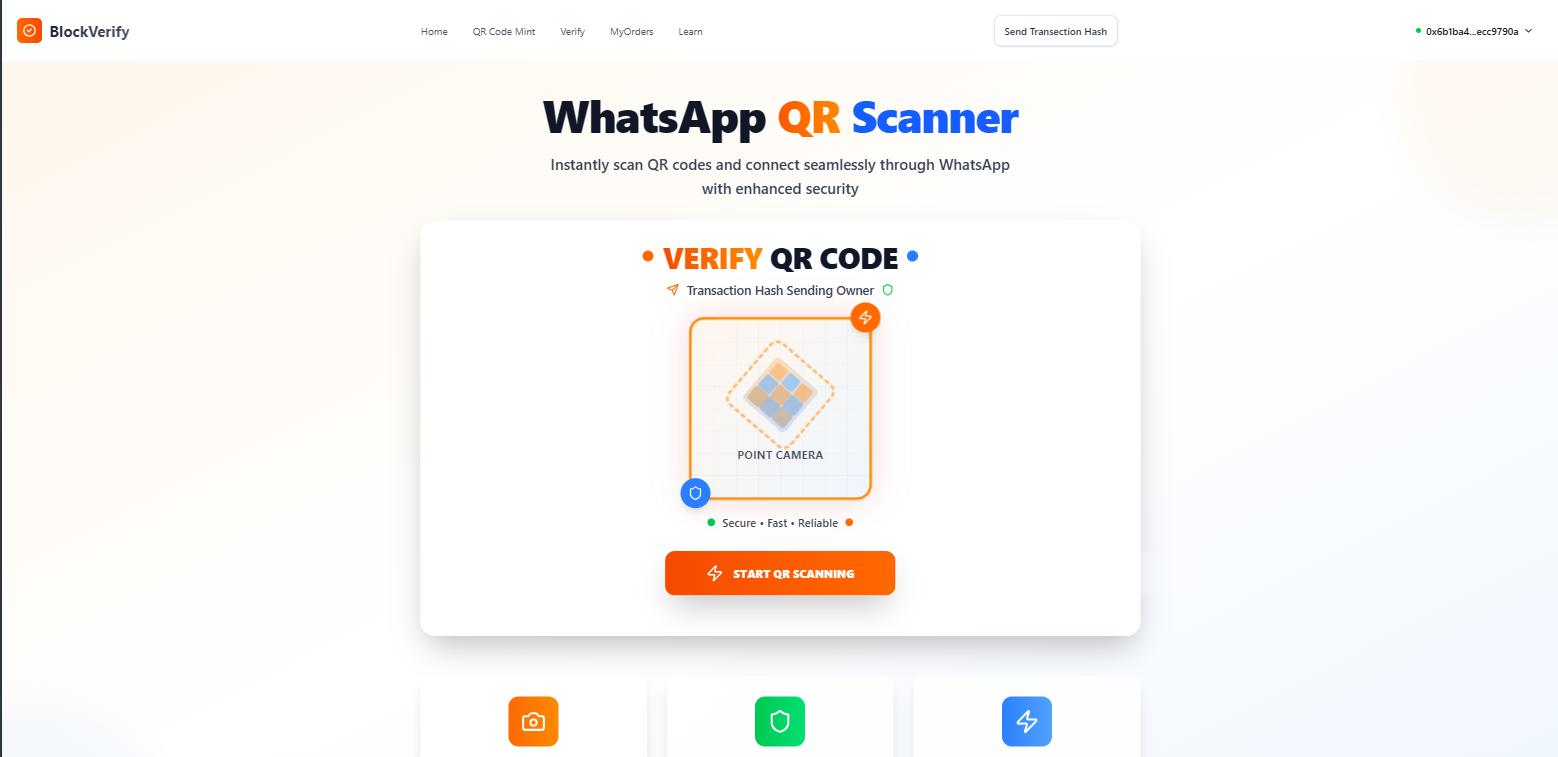 BlockVerify
Home
QR Code Mint
Verify
MyOrders
Learn
Send Transection Hash
0x6b1ba4...ecc9790a
WhatsApp QR Scanner
Instantly scan QR codes and connect seamlessly through WhatsApp
with enhanced security
VERIFY QR CODE
Transaction Hash Sending Owner
POINT CAMERA
Secure • Fast • Reliable
START QR SCANNING